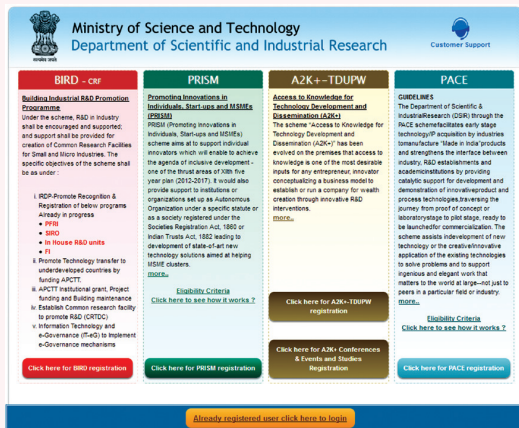 Ministry of Science and Technology
Department of Scientific and Industrial Research
Customer Support
BIRD – CRF
Building Industrial R&D Promotion
Programme
Under the scheme, R&D in Industry
shall be encouraged and supported;
and support shall be provided for
creation of Common Research Facilities
for Small and Micro Industries. The
specific objectives of the scheme shall
be as under :
i. IRDP-Promote Recognition &
Registration of below programs
Already in progress
• PFRI
• SIRO
• In House R&D units
• FI
ii. Promote Technology transfer to
underdeveloped countries by
funding APCTT.
iii. APCTT Institutional grant, Project
funding and Building maintenance
iv. Establish Common research facility
to promote R&D (CRTDC)
v. Information Technology and
e-Governance (IT-eG) to Implement
e-Governance mechanisms
Click here for BIRD registration
PRISM
Promoting Innovations in
Individuals, Start-ups and MSMEs
(PRISM)
PRISM (Promoting Innovations in
Individuals, Start-ups and MSMEs)
scheme aims at to support individual
innovators which will enable to achieve
the agenda of inclusive development -
one of the thrust areas of XIIth five
year plan (2012-2017). It would also
provide support to institutions or
organizations set up as Autonomous
Organization under a specific statute or
as a society registered under the
Societies Registration Act, 1860 or
Indian Trusts Act, 1882 leading to
development of state-of-art new
technology solutions aimed at helping
MSME clusters.
more..
Eligibility Criteria
Click here to see how it works ?
Click here for PRISM registration
A2K+-TDUPW
Access to Knowledge for
Technology Development and
Dissemination (A2K+)
The scheme "Access to Knowledge for
Technology Development and
Dissemination (A2K+)" has been
evolved on the premises that access to
knowledge is one of the most desirable
inputs for any entrepreneur, innovator
conceptualizing a business model to
establish or run a company for wealth
creation through innovative R&D
interventions.
more..
Click here for A2K+-TDUPW
registration
Click here for A2K+ Conferences
& Events and Studies
Registration
PACE
GUIDELINES
The Department of Scientific &
IndustrialResearch (DSIR) through the
PACE schemefacilitates early stage
technology/IP acquisition by industries
tomanufacture "Made in India"products
and strengthens the interface between
industry, R&D establishments and
academicinstitutions by providing
catalytic support for development and
demonstration of innovativeproduct and
process technologies,traversing the
journey from proof of concept or
laboratorystage to pilot stage, ready to
be launchedfor commercialization. The
scheme assists indevelopment of new
technology or the creative/innovative
application of the existing technologies
to solve problems and to support
ingenious and elegant work that
matters to the world at large—not just to
peers in a particular field or industry.
more..
Eligibility Criteria
Click here to see how it works ?
Click here for PACE registration
Already registered user click here to login